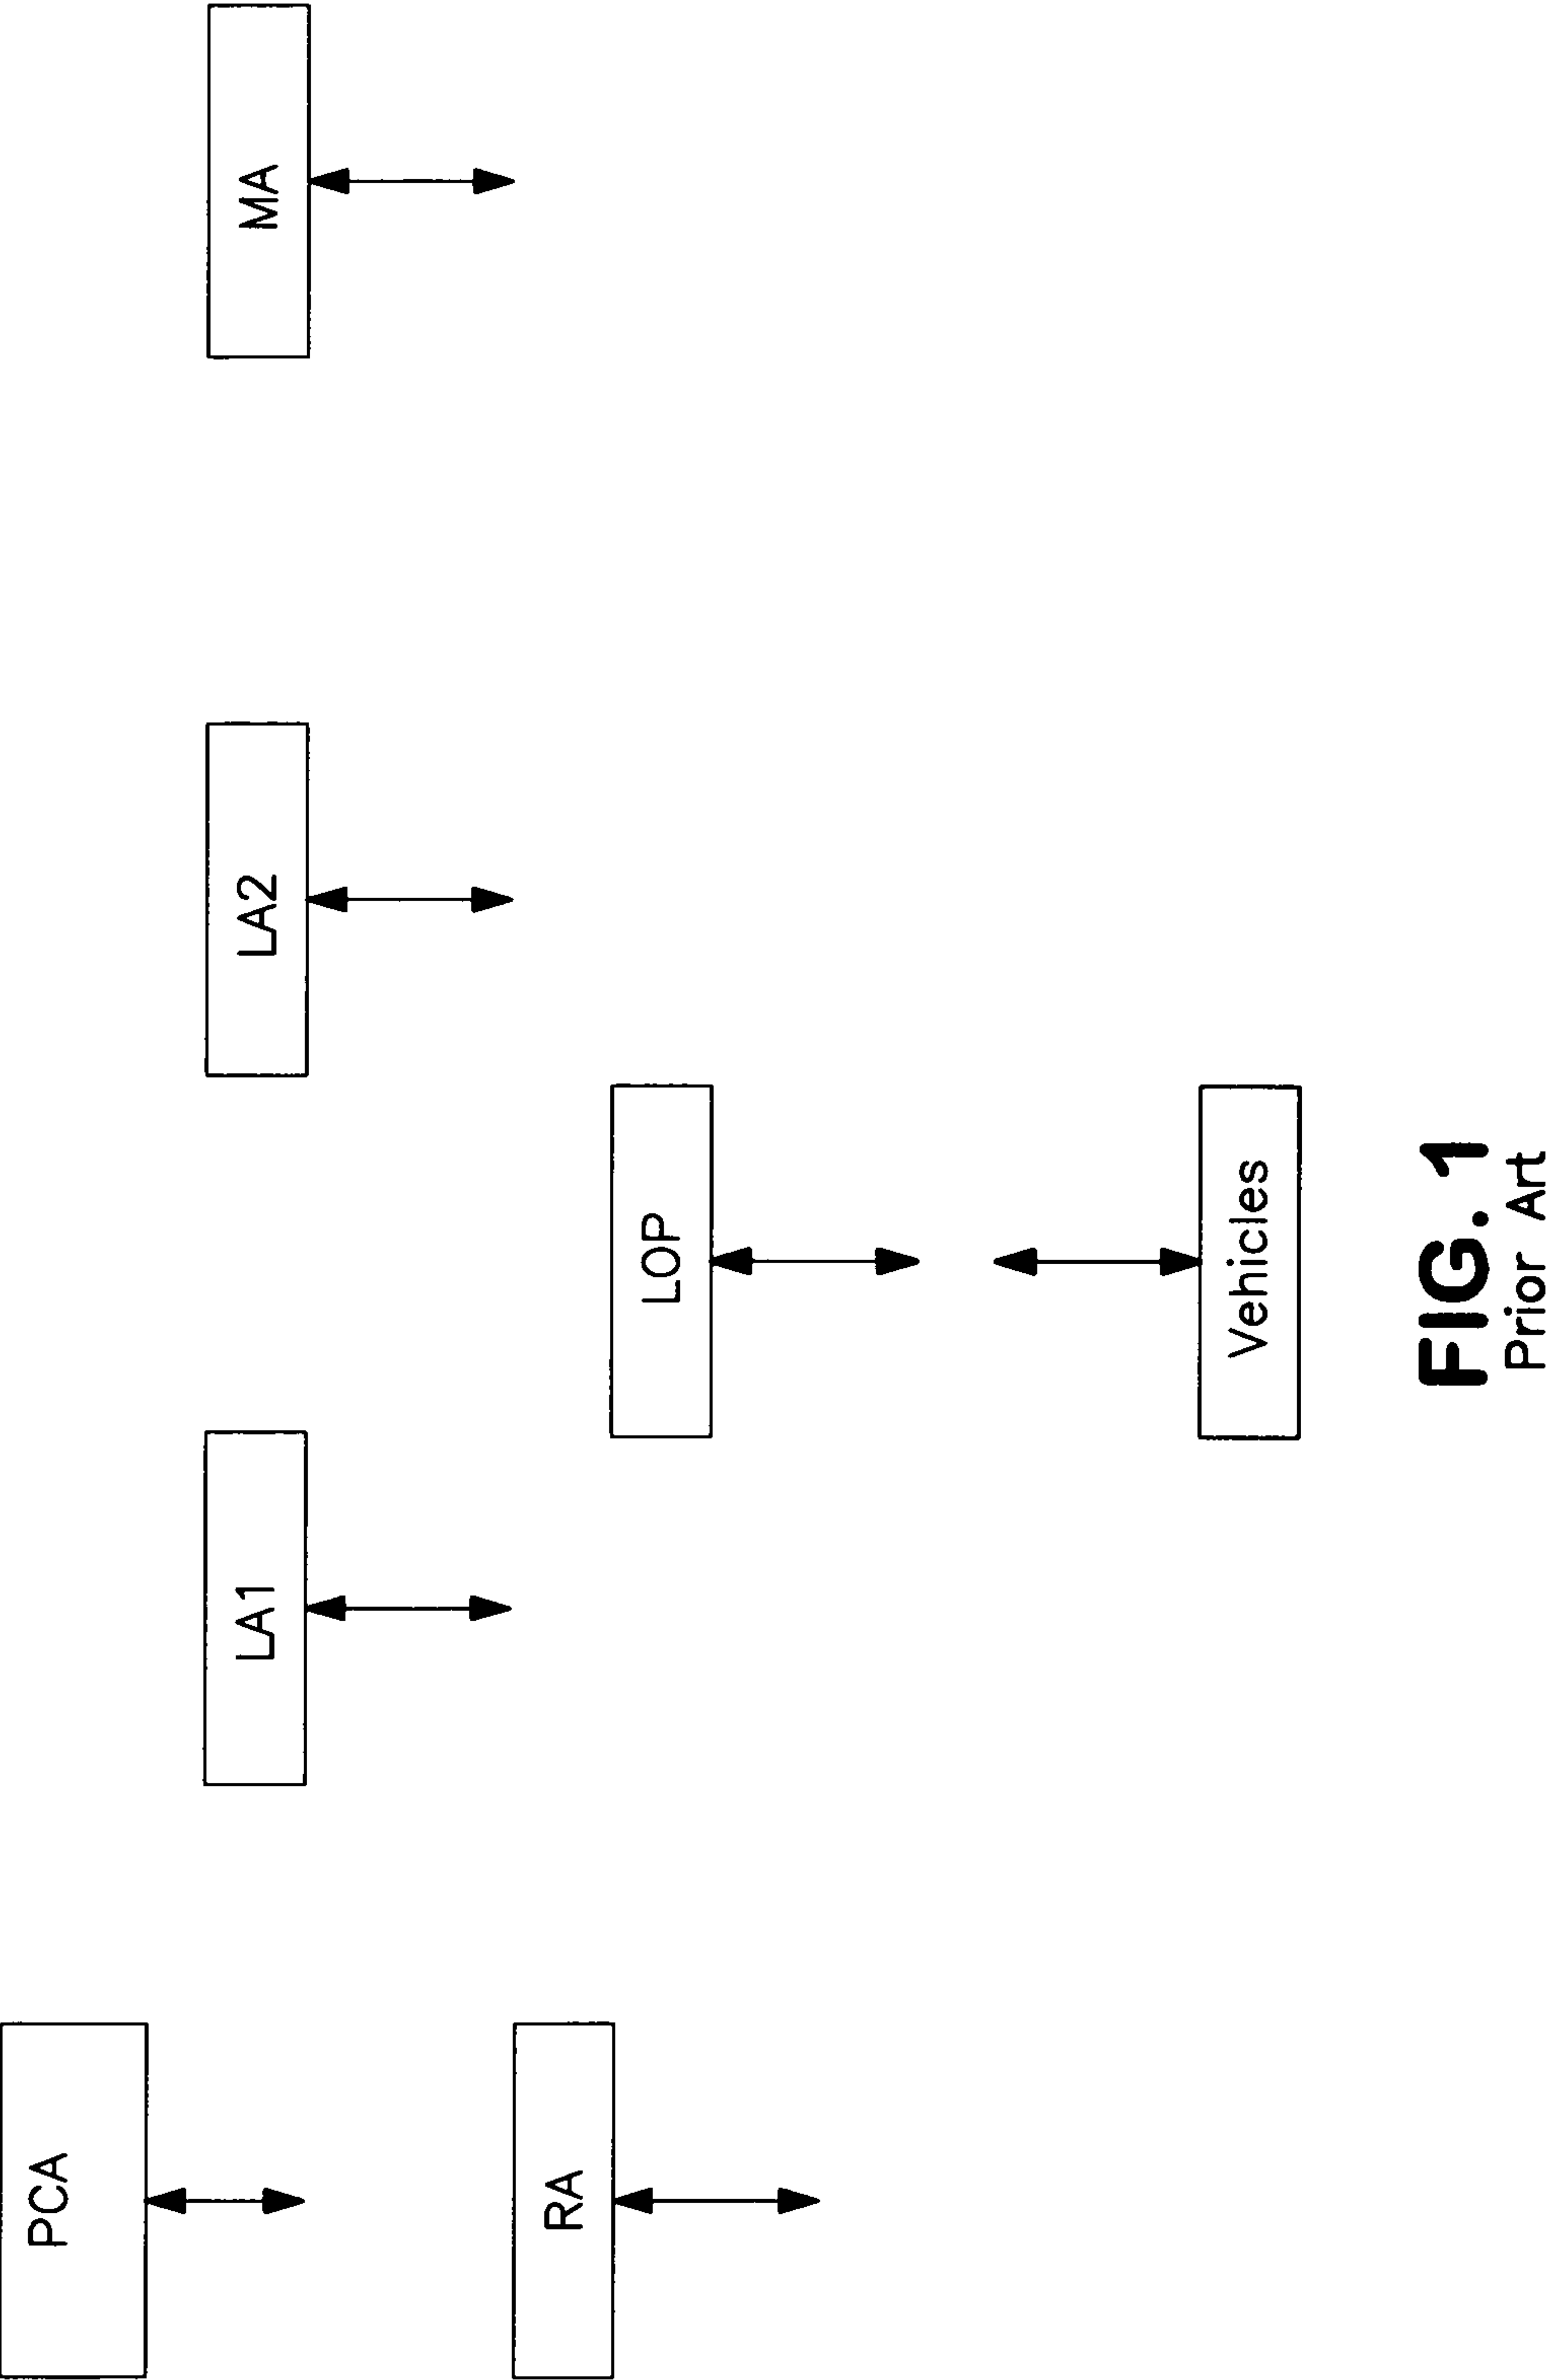 PCA
LA1
LA2
MA
RA
LOP
Vehicles
FIG. 1
Prior Art